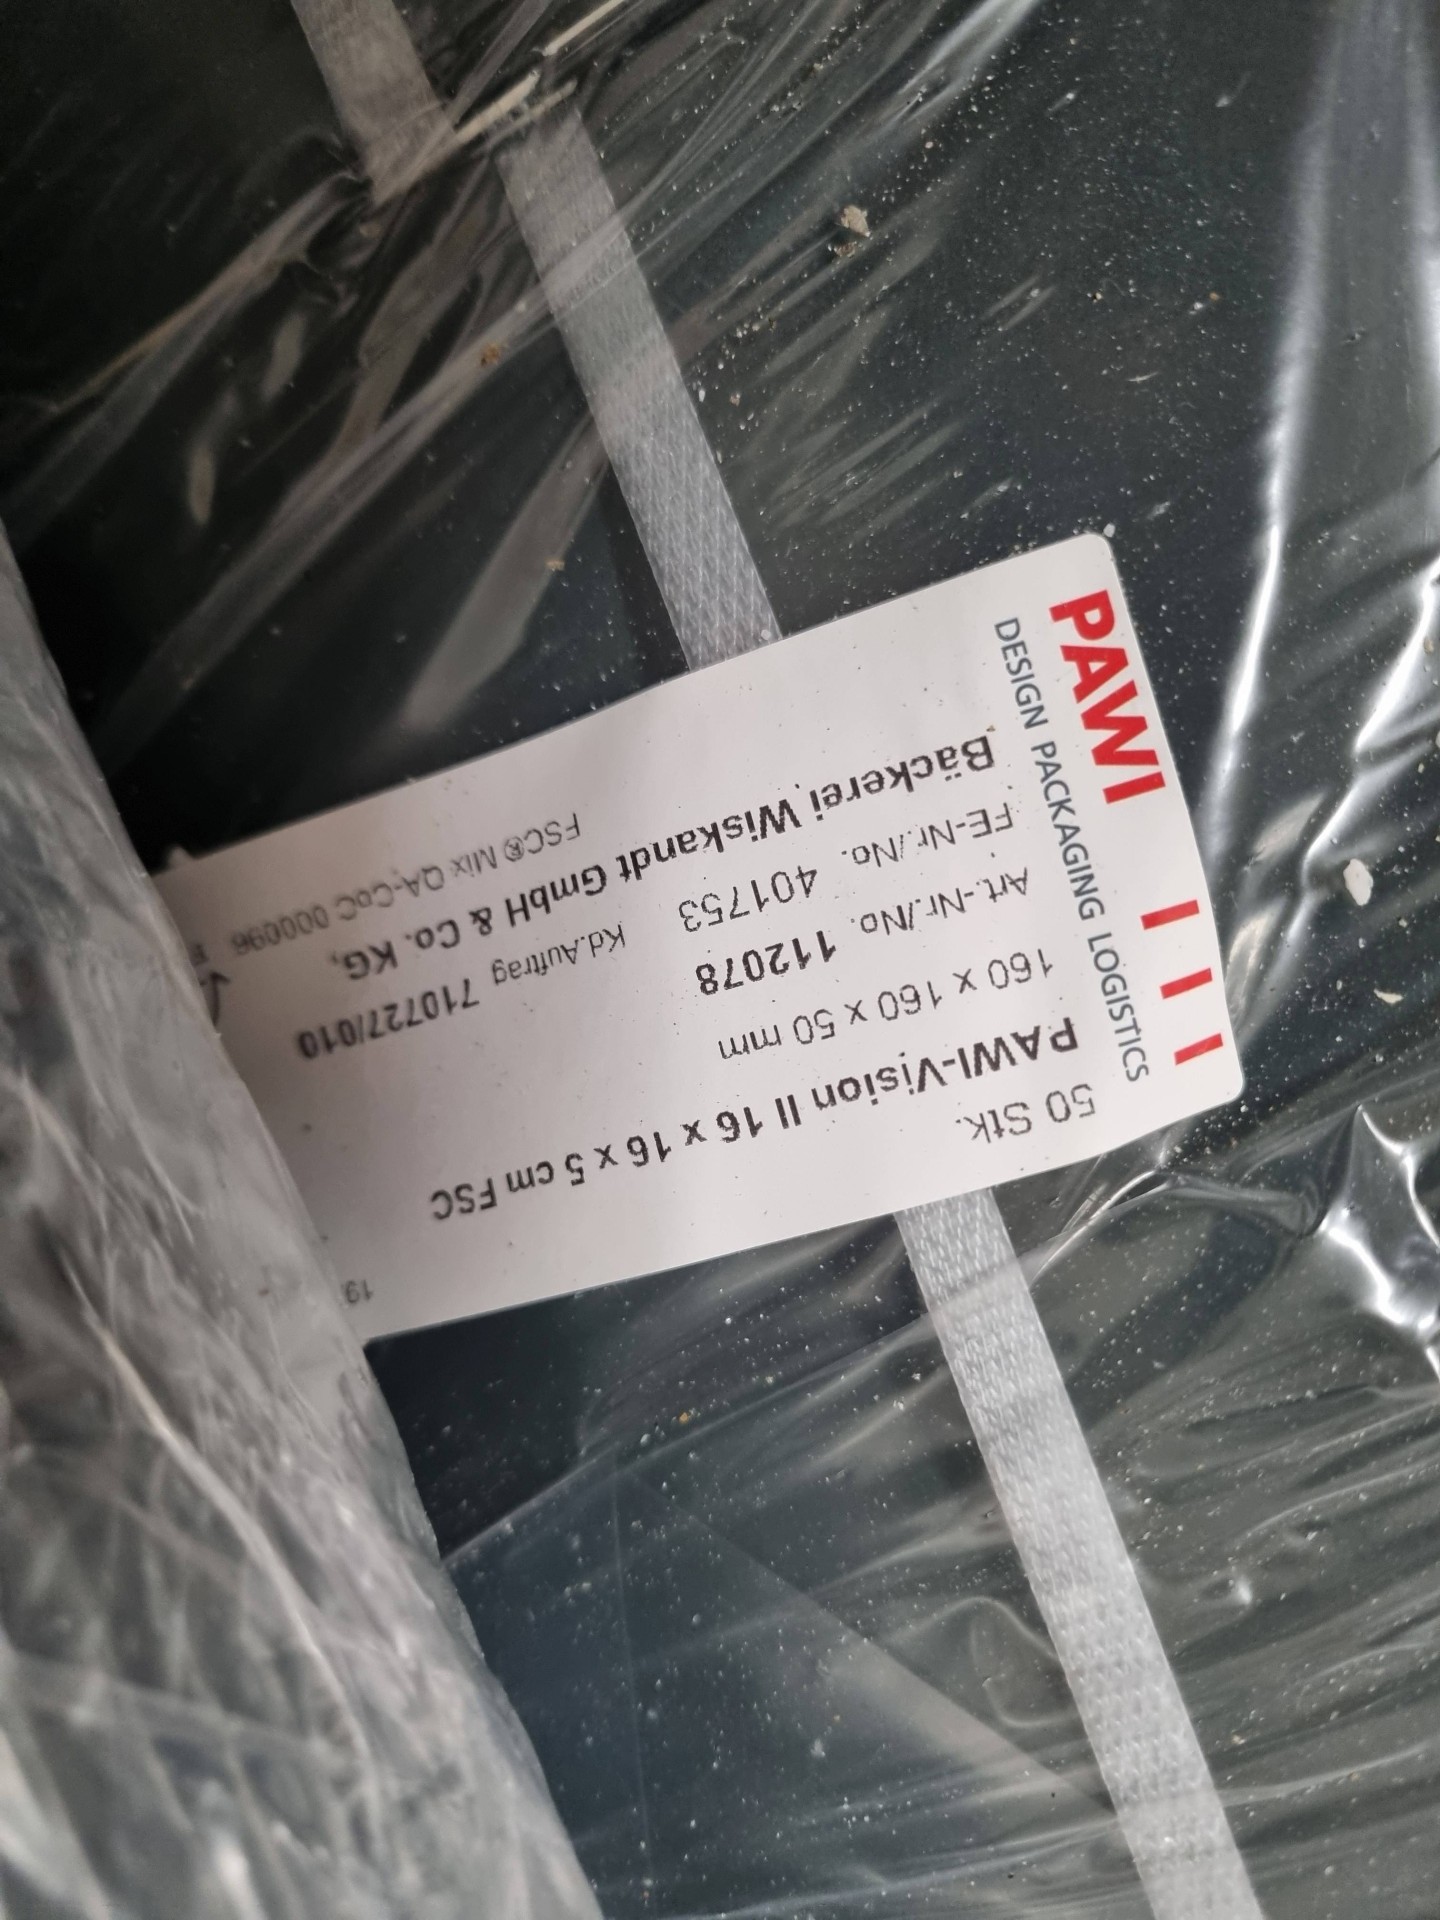 PAWI
DESIGN PACKAGING LOGISTICS
50 Stk.
PAWI-Vision II 16 x 16 x 5 cm FSC
160 x 160 x 50 mm
Art.-Nr./No. 112078
FE-Nr./No. 401753 Kd.Auftrag 710727/010
Bäckerei Wiskandt GmbH & Co. KG,
FSC® Mix QA-CoC 000096
19.